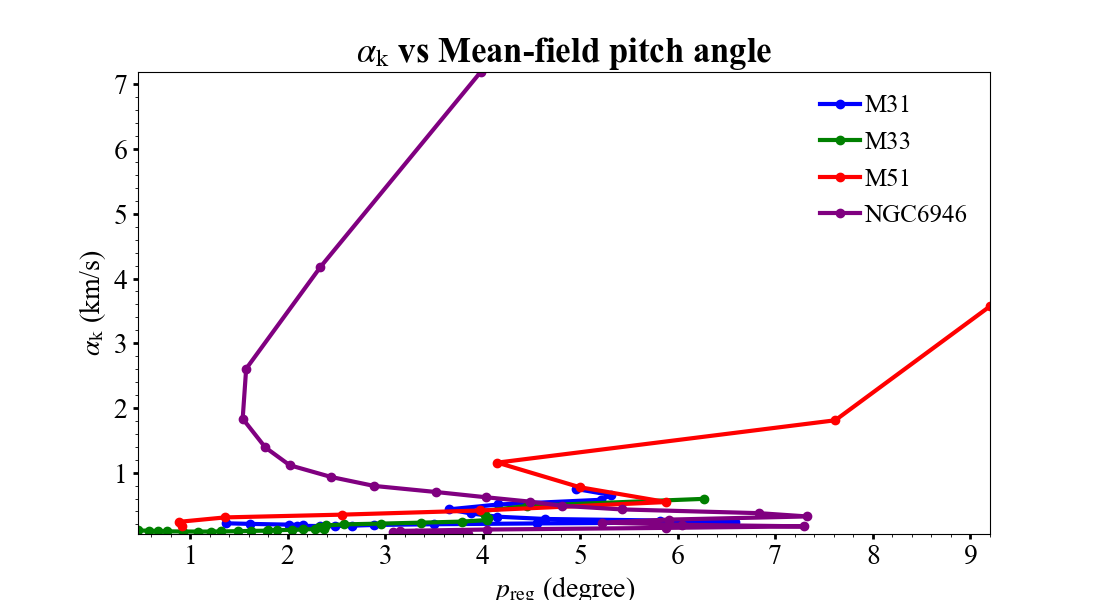 αk vs Mean-field pitch angle
αk (km/s)
7
6
5
4
3
2
1
M31
M33
M51
NGC6946
1 2 3 4 5 6 7 8 9
preg (degree)